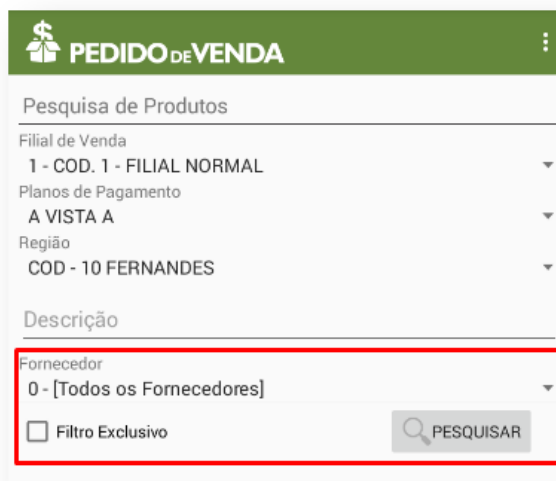 PEDIDO DE VENDA
Pesquisa de Produtos
Filial de Venda
1 - COD. 1 - FILIAL NORMAL
Planos de Pagamento
A VISTA A
Região
COD - 10 FERNANDES
Descrição
Fornecedor
0 - [Todos os Fornecedores]
Filtro Exclusivo
PESQUISAR